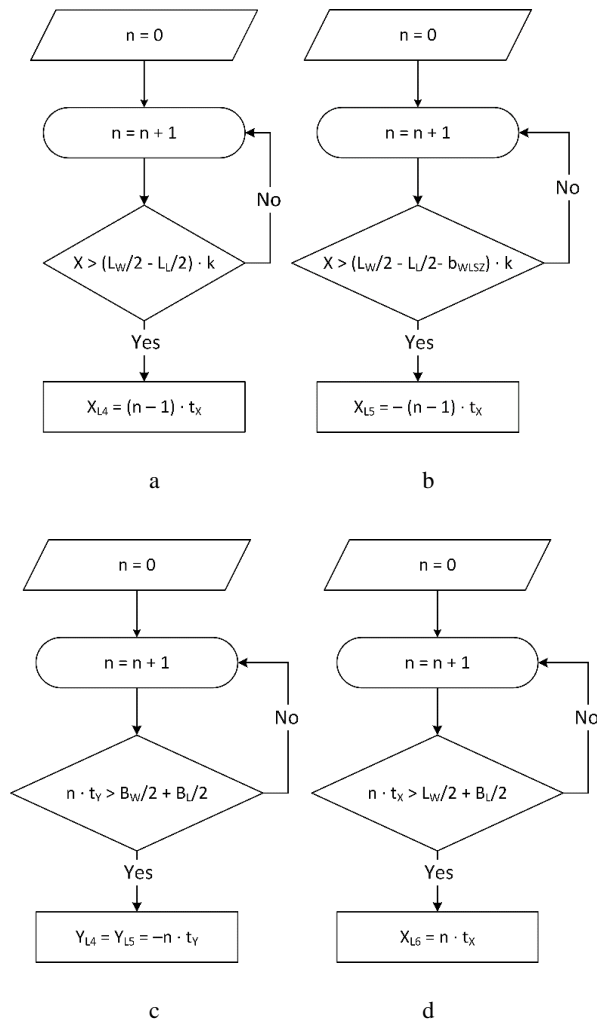 n = 0
n = n + 1
No
X > (L_W/2 - L_L/2) · k
Yes
X_L4 = (n − 1) · t_X
a
n = 0
n = n + 1
No
X > (L_W/2 - L_L/2- b_WLSZ) · k
Yes
X_L5 = − (n − 1) · t_X
b
n = 0
n = n + 1
No
n · t_Y > B_W/2 + B_L/2
Yes
Y_L4 = Y_L5 = −n · t_Y
c
n = 0
n = n + 1
No
n · t_X > L_W/2 + B_L/2
Yes
X_L6 = n · t_X
d